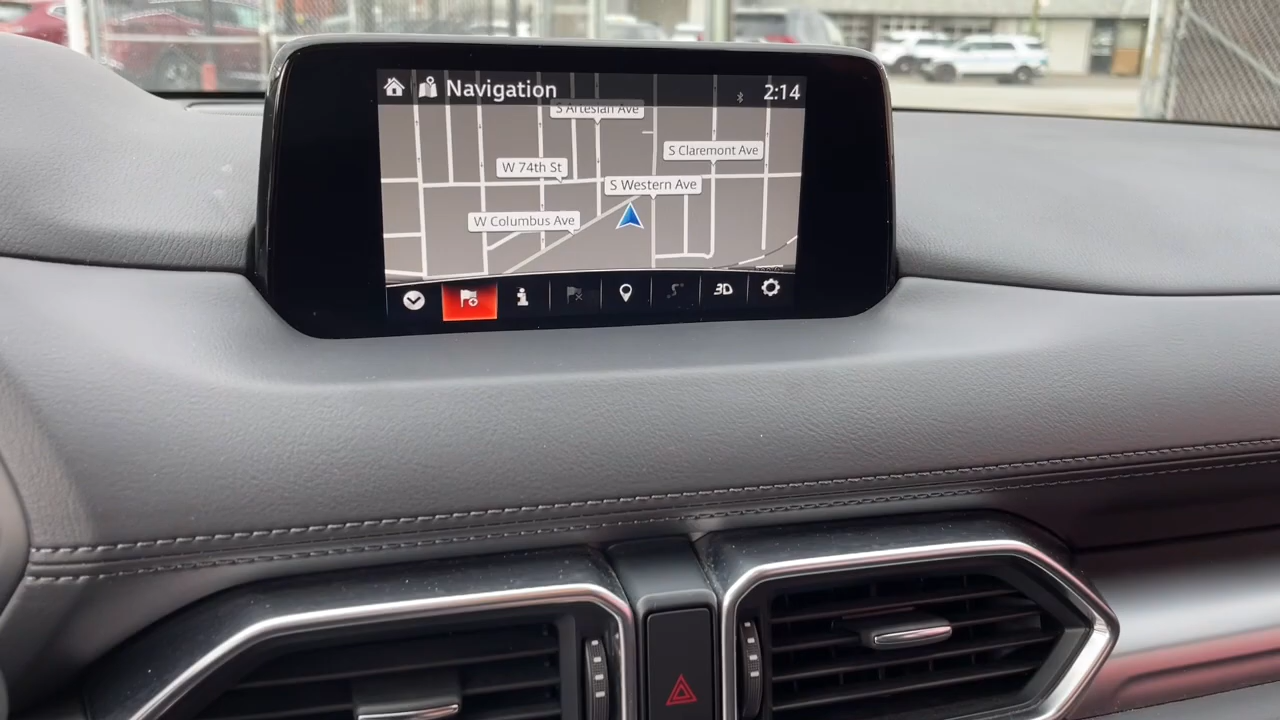 Navigation
2:14
S Artesian Ave
S Claremont Ave
W 74th St
S Western Ave
W Columbus Ave
3D